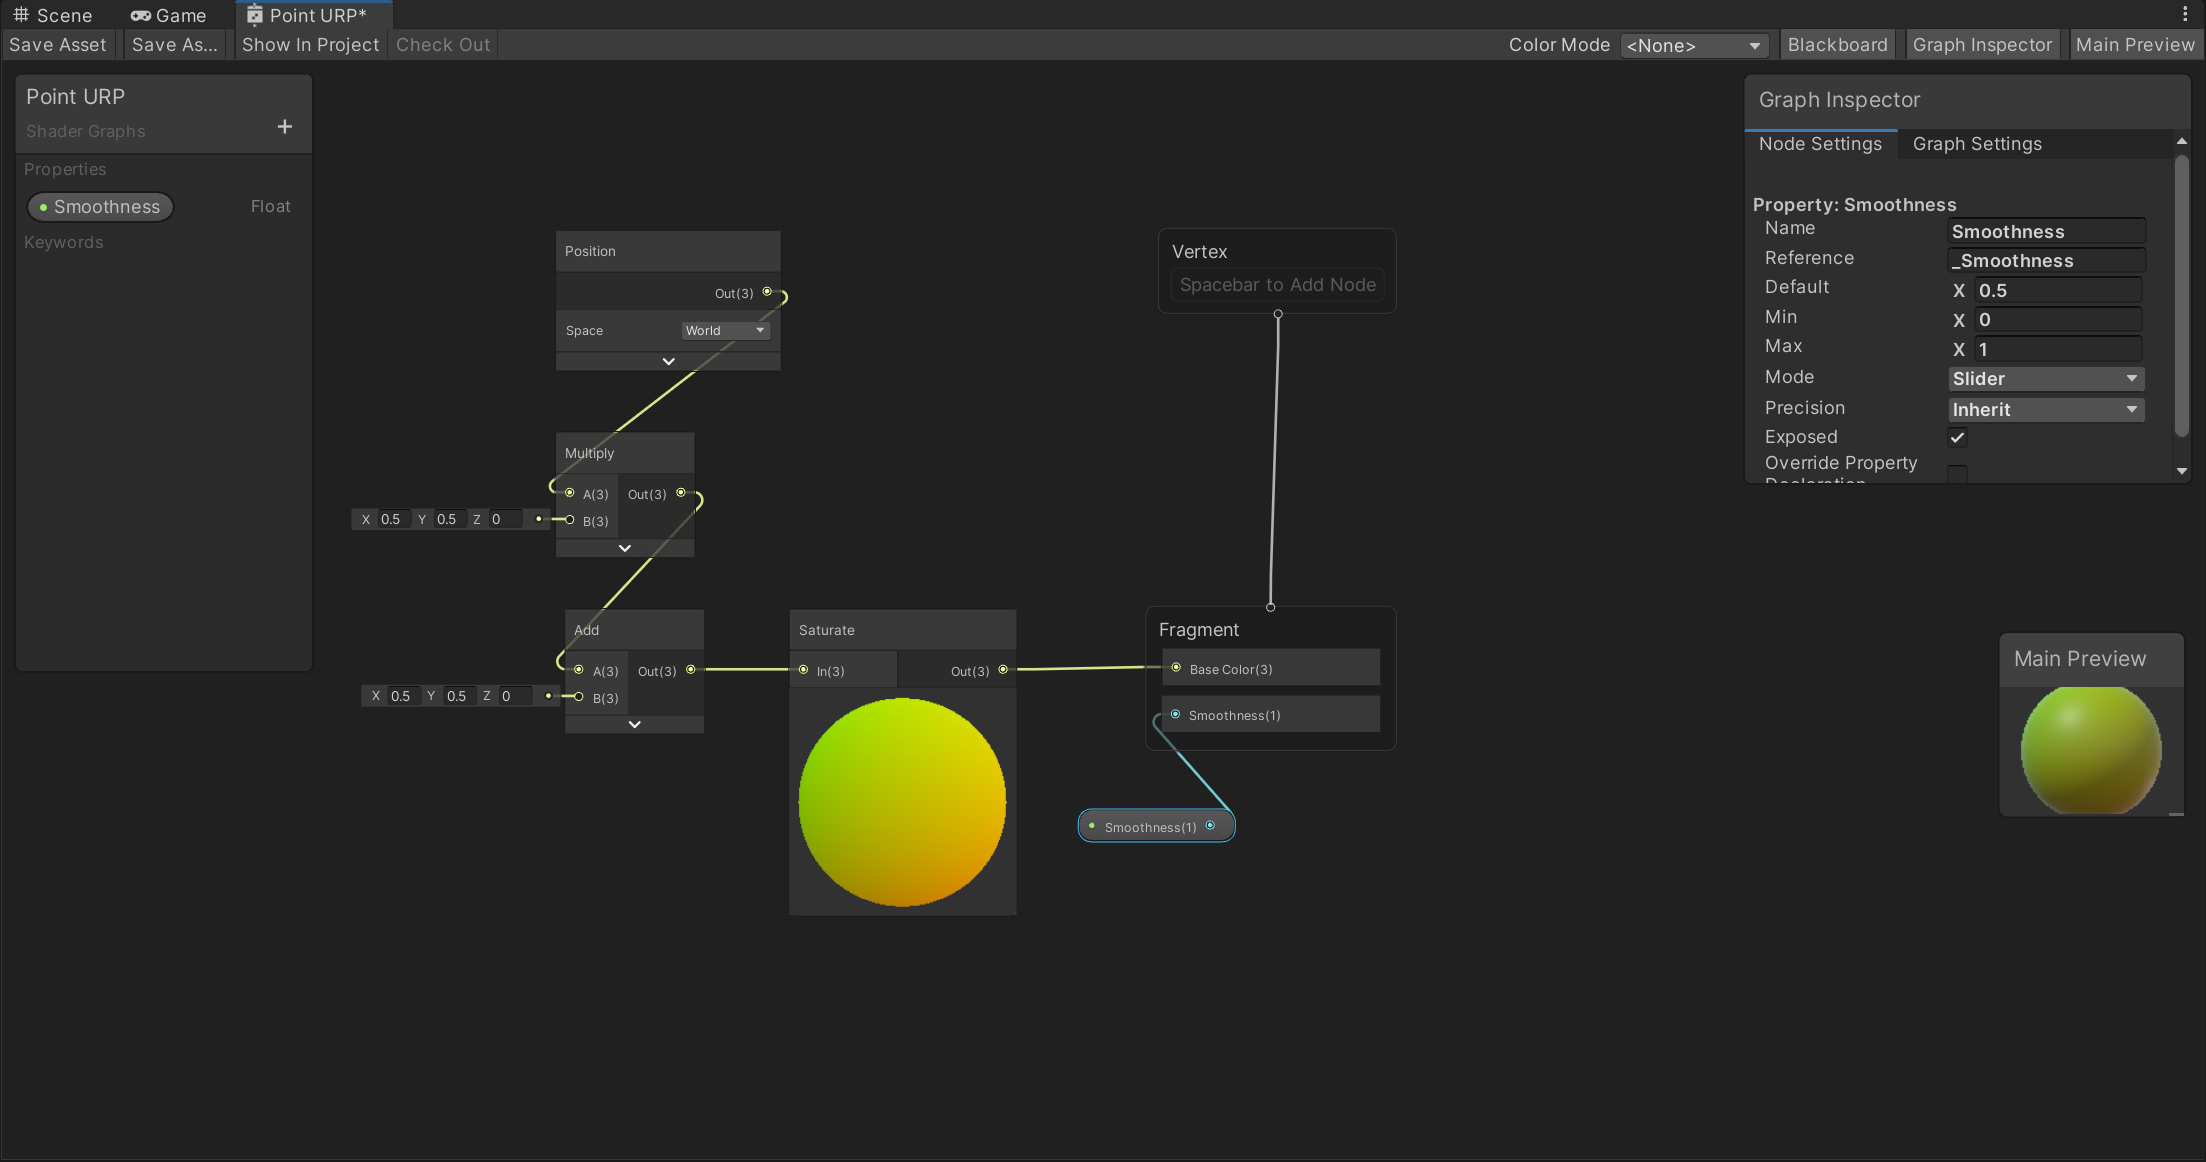 Scene Game Point URP*
Save Asset Save As... Show In Project Check Out Color Mode <None> Blackboard Graph Inspector Main Preview
Point URP
Shader Graphs +
Properties
Smoothness Float
Keywords
Position
Out(3)
Space World
Multiply
A(3) Out(3)
X 0.5 Y 0.5 Z 0 B(3)
Add
A(3) Out(3)
X 0.5 Y 0.5 Z 0 B(3)
Saturate
In(3) Out(3)
Vertex
Spacebar to Add Node
Fragment
Base Color(3)
Smoothness(1)
Smoothness(1)
Graph Inspector
Node Settings Graph Settings
Property: Smoothness
Name Smoothness
Reference _Smoothness
Default X 0.5
Min X 0
Max X 1
Mode Slider
Precision Inherit
Exposed
Override Property
Declaration
Main Preview